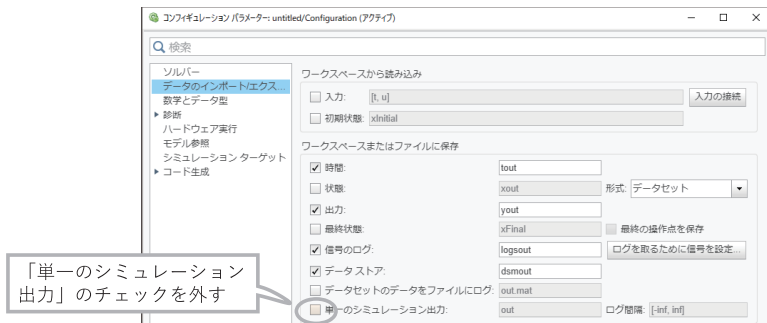 コンフィギュレーション パラメーター: untitled/Configuration (アクティブ)
検索
ソルバー
データのインポート/エクス...
数学とデータ型
診断
ハードウェア実行
モデル参照
シミュレーション ターゲット
コード生成
ワークスペースから読み込み
入力: [t, u] 入力の接続
初期状態: xInitial
ワークスペースまたはファイルに保存
時間: tout
状態: xout 形式: データセット
出力: yout
最終状態: xFinal 最終の操作点を保存
信号のログ: logsout ログを取るために信号を設定...
データ ストア: dsmout
データセットのデータをファイルにログ: out.mat
単一のシミュレーション出力: out ログ間隔: [-inf, inf]
「単一のシミュレーション
出力」のチェックを外す